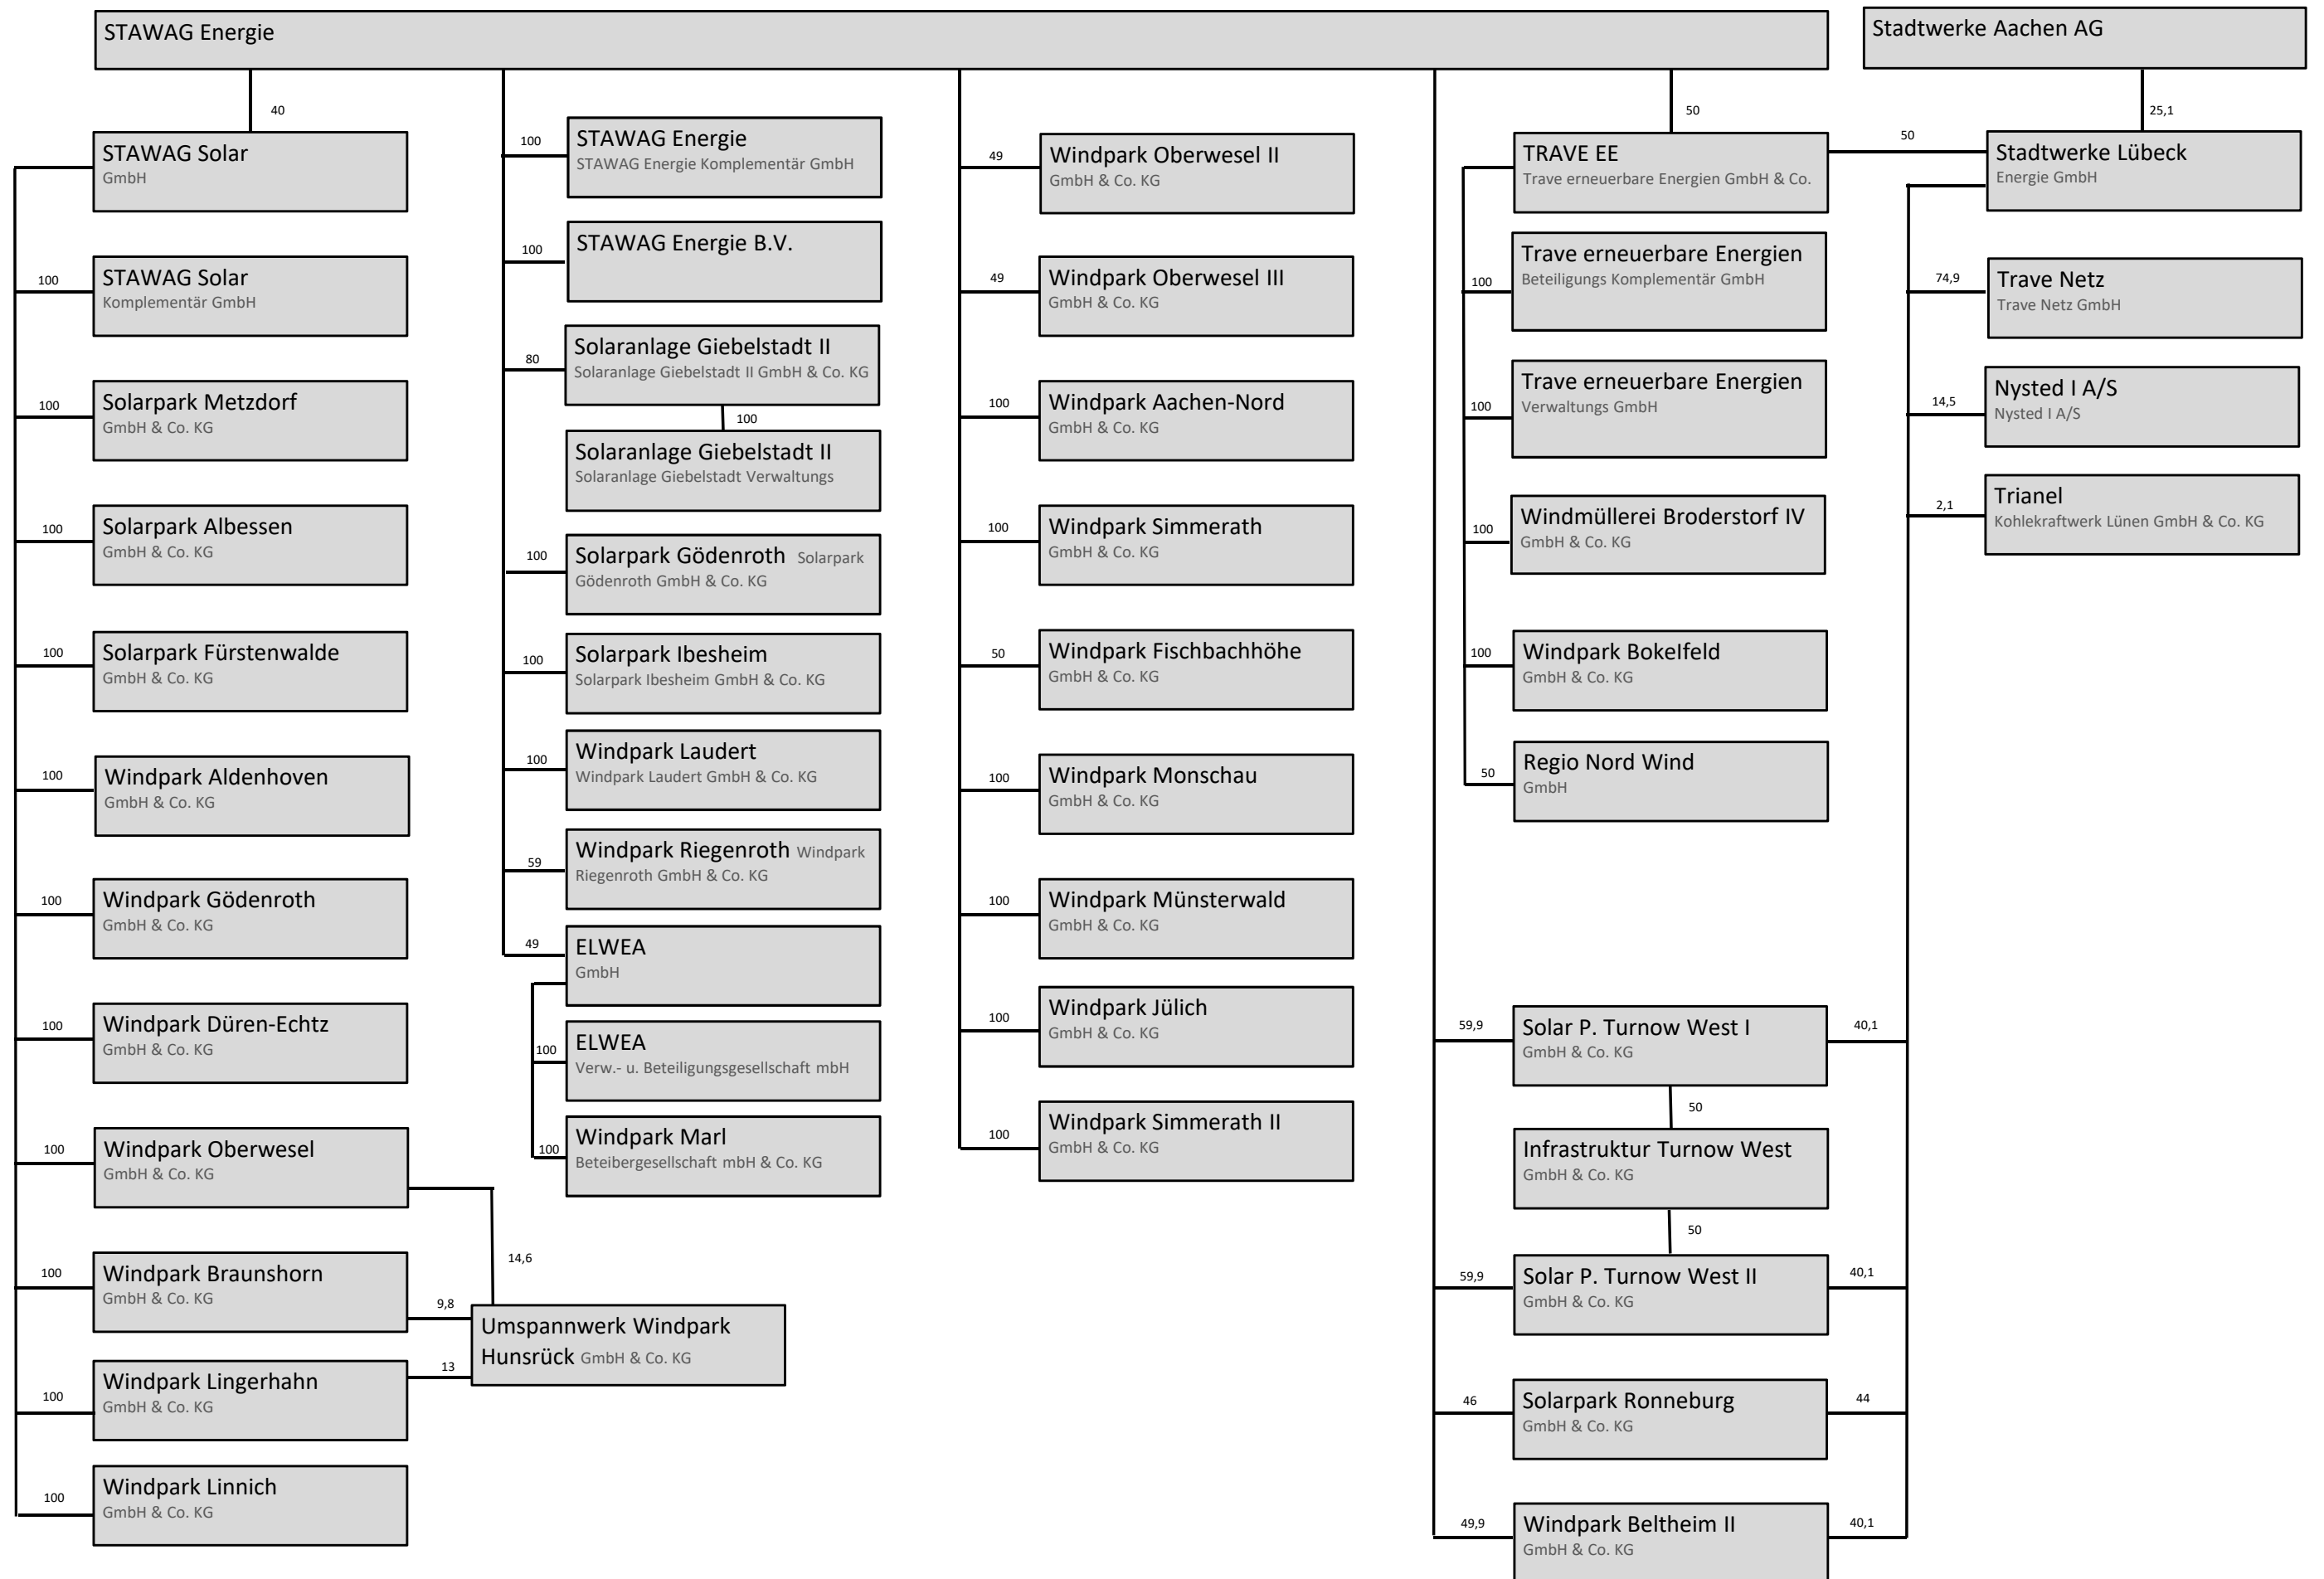 STAWAG Energie
Stadtwerke Aachen AG
40
STAWAG Solar
GmbH
100
STAWAG Solar
Komplementär GmbH
100
Solarpark Metzdorf
GmbH & Co. KG
100
Solarpark Albessen
GmbH & Co. KG
100
Solarpark Fürstenwalde
GmbH & Co. KG
100
Windpark Aldenhoven
GmbH & Co. KG
100
Windpark Gödenroth
GmbH & Co. KG
100
Windpark Düren-Echtz
GmbH & Co. KG
100
Windpark Oberwesel
GmbH & Co. KG
14,6
100
Windpark Braunshorn
GmbH & Co. KG
9,8
Umspannwerk Windpark
Hunsrück GmbH & Co. KG
13
100
Windpark Lingerhahn
GmbH & Co. KG
100
Windpark Linnich
GmbH & Co. KG
100
STAWAG Energie
STAWAG Energie Komplementär GmbH
100
STAWAG Energie B.V.
80
Solaranlage Giebelstadt II
Solaranlage Giebelstadt II GmbH & Co. KG
100
Solaranlage Giebelstadt II
Solaranlage Giebelstadt Verwaltungs
100
Solarpark Gödenroth Solarpark
Gödenroth GmbH & Co. KG
100
Solarpark Ibesheim
Solarpark Ibesheim GmbH & Co. KG
100
Windpark Laudert
Windpark Laudert GmbH & Co. KG
59
Windpark Riegenroth Windpark
Riegenroth GmbH & Co. KG
49
ELWEA
GmbH
100
ELWEA
Verw.- u. Beteiligungsgesellschaft mbH
100
Windpark Marl
Beteibergesellschaft mbH & Co. KG
49
Windpark Oberwesel II
GmbH & Co. KG
49
Windpark Oberwesel III
GmbH & Co. KG
100
Windpark Aachen-Nord
GmbH & Co. KG
100
Windpark Simmerath
GmbH & Co. KG
50
Windpark Fischbachhöhe
GmbH & Co. KG
100
Windpark Monschau
GmbH & Co. KG
100
Windpark Münsterwald
GmbH & Co. KG
100
Windpark Jülich
GmbH & Co. KG
100
Windpark Simmerath II
GmbH & Co. KG
50
TRAVE EE
Trave erneuerbare Energien GmbH & Co.
50
100
Trave erneuerbare Energien
Beteiligungs Komplementär GmbH
100
Trave erneuerbare Energien
Verwaltungs GmbH
100
Windmüllerei Broderstorf IV
GmbH & Co. KG
100
Windpark Bokelfeld
GmbH & Co. KG
50
Regio Nord Wind
GmbH
59,9
Solar P. Turnow West I
GmbH & Co. KG
40,1
50
Infrastruktur Turnow West
GmbH & Co. KG
50
59,9
Solar P. Turnow West II
GmbH & Co. KG
40,1
46
Solarpark Ronneburg
GmbH & Co. KG
44
49,9
Windpark Beltheim II
GmbH & Co. KG
40,1
25,1
Stadtwerke Lübeck
Energie GmbH
74,9
Trave Netz
Trave Netz GmbH
14,5
Nysted I A/S
Nysted I A/S
2,1
Trianel
Kohlekraftwerk Lünen GmbH & Co. KG